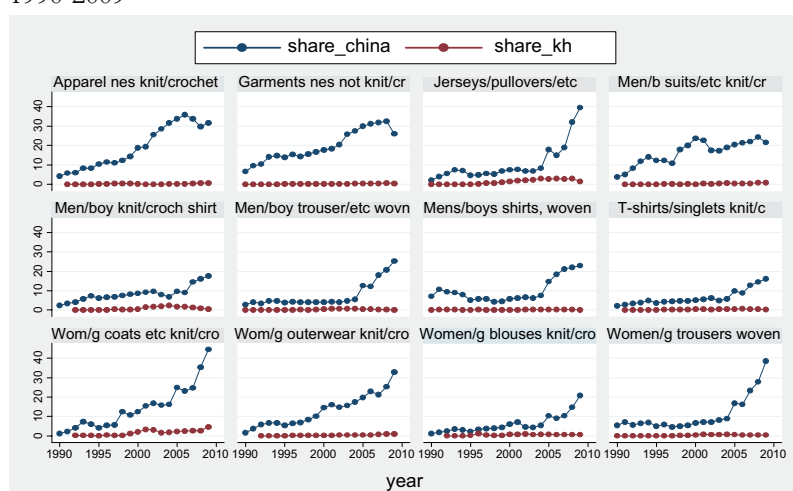 share_china share_kh
Apparel nes knit/crochet Garments nes not knit/cr Jerseys/pullovers/etc Men/b suits/etc knit/cr
40
30
20
10
0
Men/boy knit/croch shirt Men/boy trouser/etc wovn Mens/boys shirts, woven T-shirts/singlets knit/c
40
30
20
10
0
Wom/g coats etc knit/cro Wom/g outerwear knit/cro Women/g blouses knit/cro Women/g trousers woven
40
30
20
10
0
1990 1995 2000 2005 2010 1990 1995 2000 2005 2010 1990 1995 2000 2005 2010 1990 1995 2000 2005 2010
year